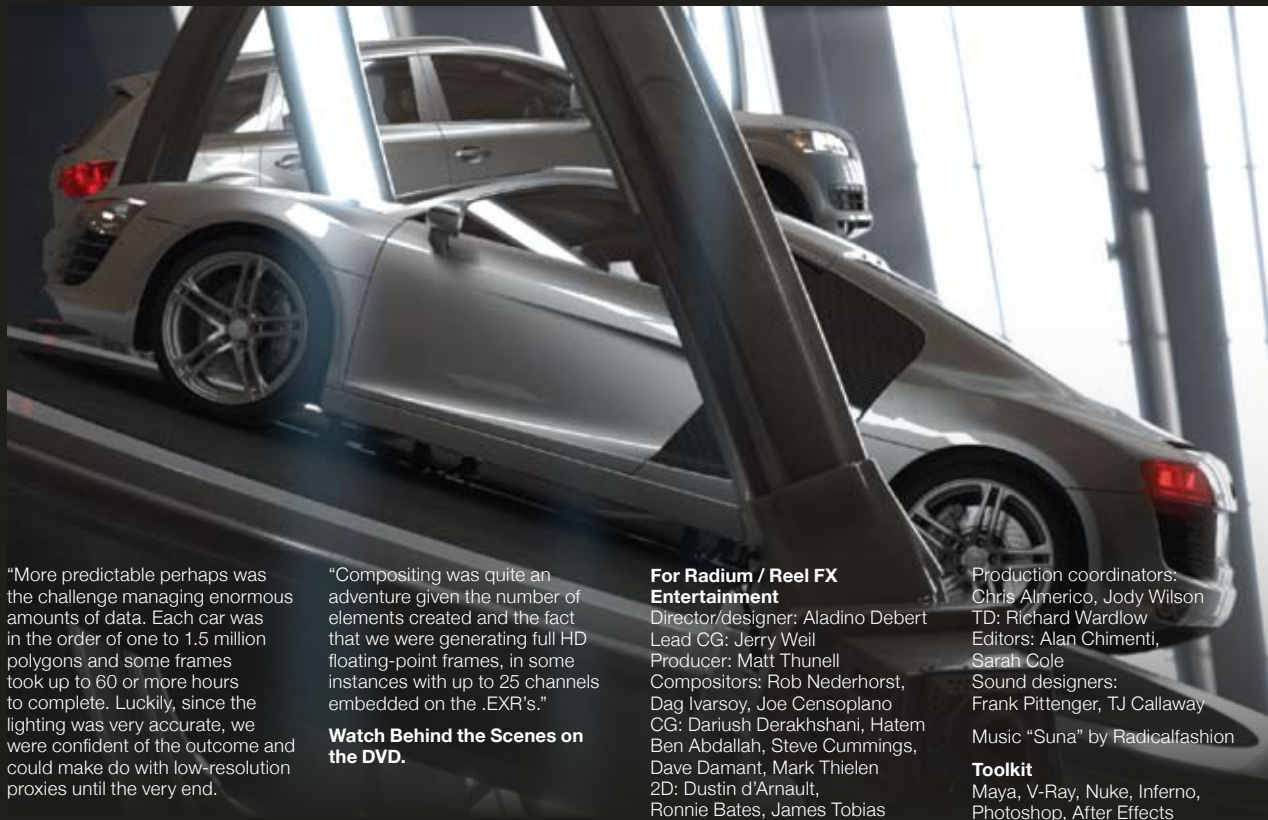 “More predictable perhaps was
the challenge managing enormous
amounts of data. Each car was
in the order of one to 1.5 million
polygons and some frames
took up to 60 or more hours
to complete. Luckily, since the
lighting was very accurate, we
were confident of the outcome and
could make do with low-resolution
proxies until the very end.
“Compositing was quite an
adventure given the number of
elements created and the fact
that we were generating full HD
floating-point frames, in some
instances with up to 25 channels
embedded on the .EXR’s.”
Watch Behind the Scenes on
the DVD.
For Radium / Reel FX
Entertainment
Director/designer: Aladino Debert
Lead CG: Jerry Weil
Producer: Matt Thunell
Compositors: Rob Nederhorst,
Dag Ivarsoy, Joe Censoplano
CG: Dariush Derakhshani, Hatem
Ben Abdallah, Steve Cummings,
Dave Damant, Mark Thielen
2D: Dustin d’Arnault,
Ronnie Bates, James Tobias
Production coordinators:
Chris Almerico, Jody Wilson
TD: Richard Wardlow
Editors: Alan Chimenti,
Sarah Cole
Sound designers:
Frank Pittenger, TJ Callaway
Music “Suna” by Radicalfashion
Toolkit
Maya, V-Ray, Nuke, Inferno,
Photoshop, After Effects